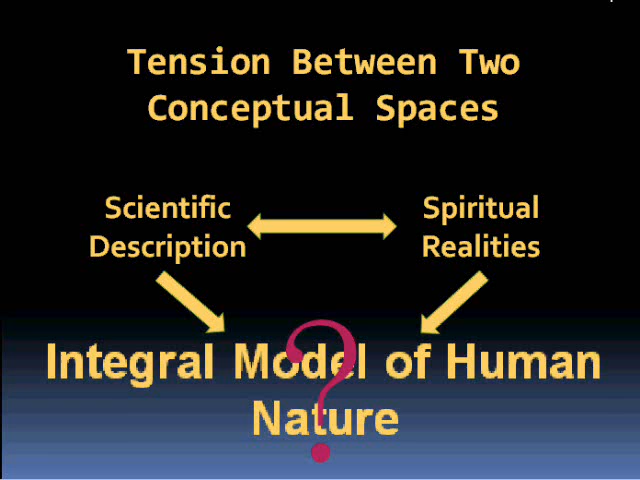 Tension Between Two
Conceptual Spaces
Scientific
Description
Spiritual
Realities
Integral Model of Human
Nature
?